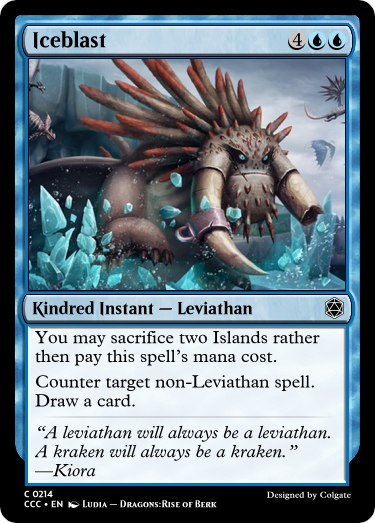 Iceblast 4
Kindred Instant — Leviathan
You may sacrifice two Islands rather
then pay this spell's mana cost.
Counter target non-Leviathan spell.
Draw a card.
"A leviathan will always be a leviathan.
A kraken will always be a kraken."
—Kiora
C 0214
CCC • EN Ludia – Dragons:Rise of Berk Designed by Colgate